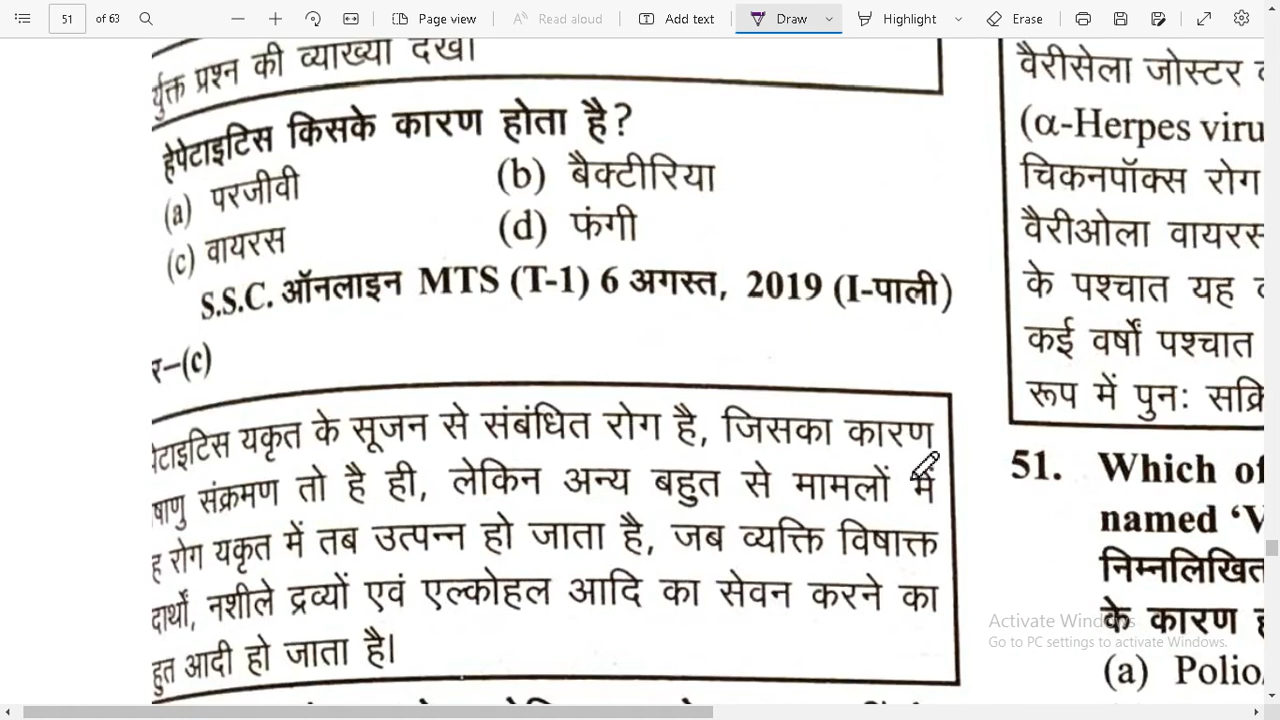 51 of 63 Page view Read aloud Add text Draw Highlight Erase
प्रश्न की व्याख्या देखें।
हेपेटाइटिस किसके कारण होता है?
(a) परजीवी (b) बैक्टीरिया
(c) वायरस (d) फंगी
S.S.C. ऑनलाइन MTS (T-1) 6 अगस्त, 2019 (I-पाली)
र–(c)
यकृत के सूजन से संबंधित रोग है, जिसका कारण
संक्रमण तो है ही, लेकिन अन्य बहुत से मामलों में
रोग यकृत में तब उत्पन्न हो जाता है, जब व्यक्ति विषाक्त
नशीले द्रव्यों एवं एल्कोहल आदि का सेवन करने का
आदी हो जाता है।
वैरीसेला जोस्टर
(α-Herpes viru
चिकनपॉक्स रोग
वैरीओला वायरस
के पश्चात यह
कई वर्षों पश्चात
रूप में पुनः सक्रि
51. Which of
named ‘V
निम्नलिखित
के कारण
(a) Polio
Activate Windows
Go to PC settings to activate Windows.